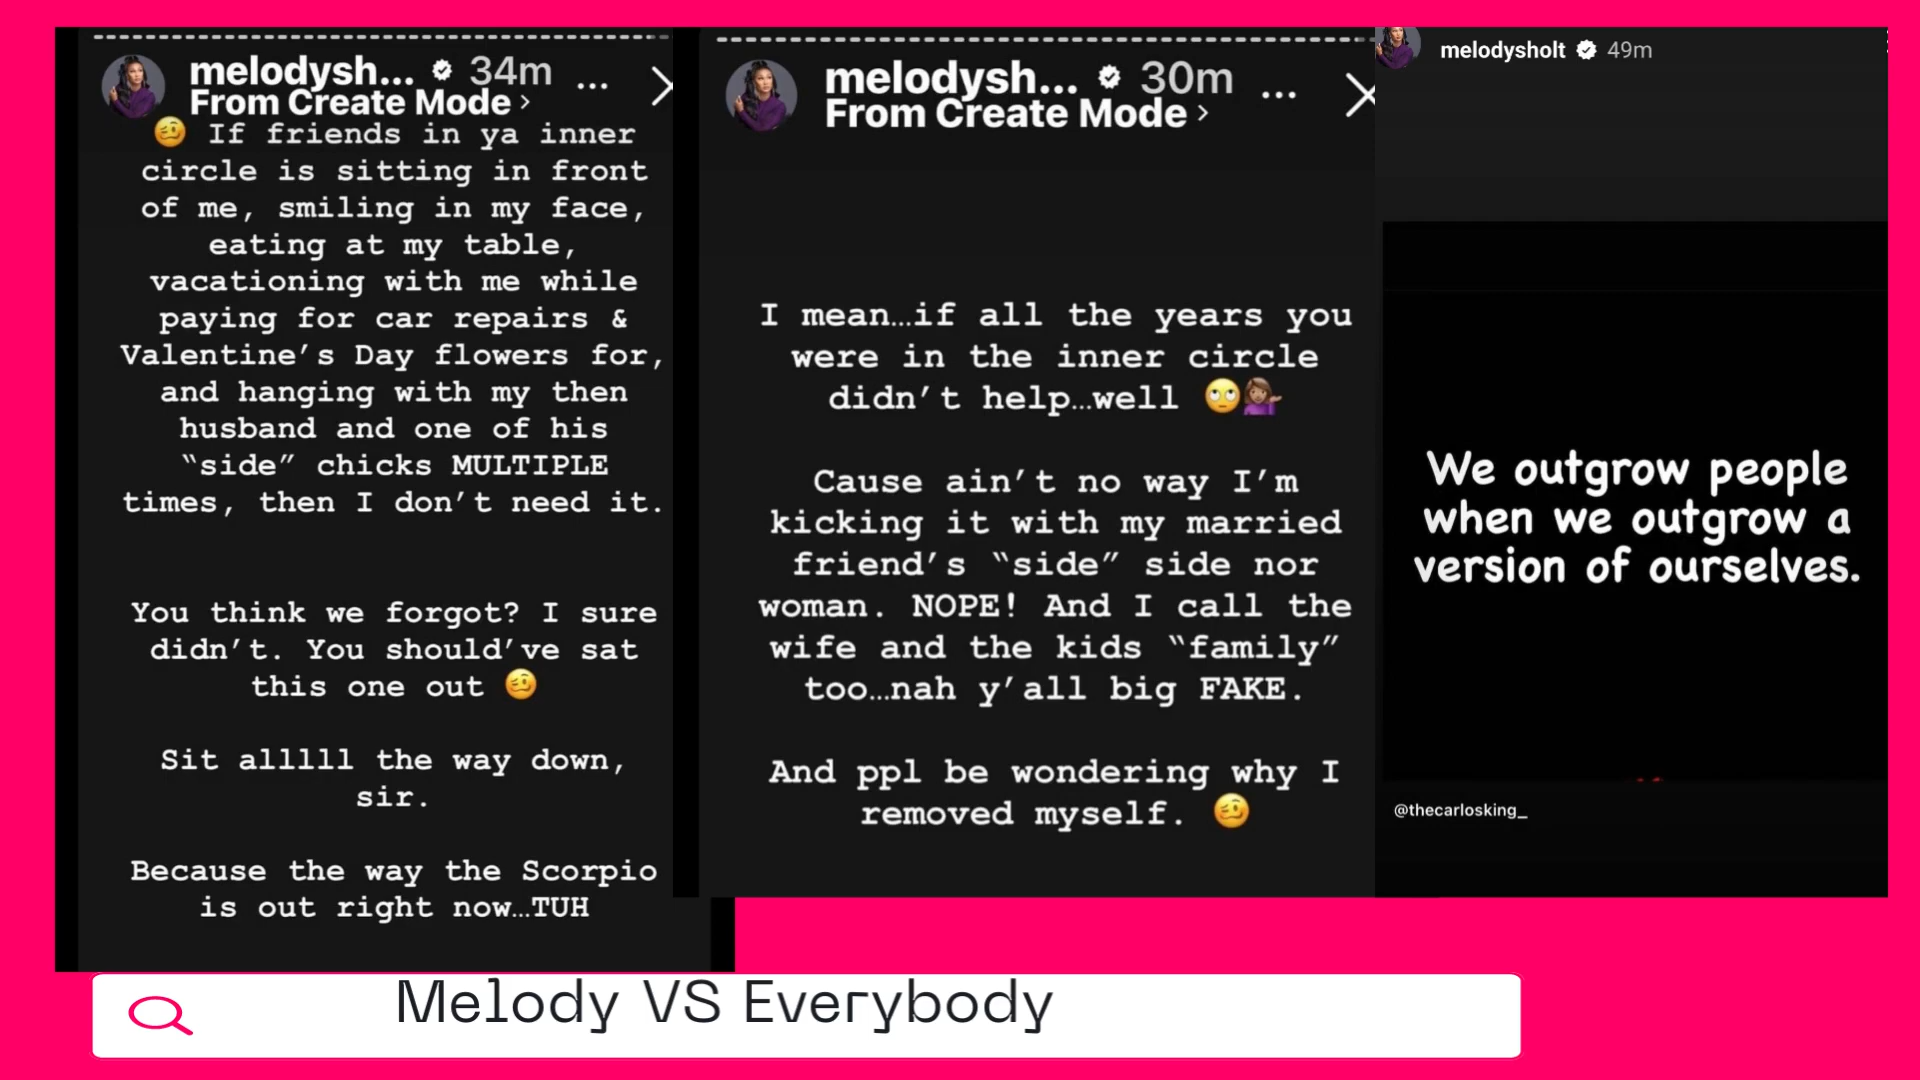 melodysh... 34m ...
From Create Mode >
🥴 If friends in ya inner
circle is sitting in front
of me, smiling in my face,
eating at my table,
vacationing with me while
paying for car repairs &
Valentine’s Day flowers for,
and hanging with my then
husband and one of his
“side” chicks MULTIPLE
times, then I don’t need it.
You think we forgot? I sure
didn’t. You should’ve sat
this one out 🥴
Sit alllll the way down,
sir.
Because the way the Scorpio
is out right now…TUH
melodysh... 30m ...
From Create Mode >
I mean…if all the years you
were in the inner circle
didn’t help…well 🙄💁🏽‍♀️
Cause ain’t no way I’m
kicking it with my married
friend’s “side” side nor
woman. NOPE! And I call the
wife and the kids “family”
too…nah y’all big FAKE.
And ppl be wondering why I
removed myself. 🥴
melodysholt 49m
We outgrow people
when we outgrow a
version of ourselves.
@thecarlosking_
Melody VS Everybody